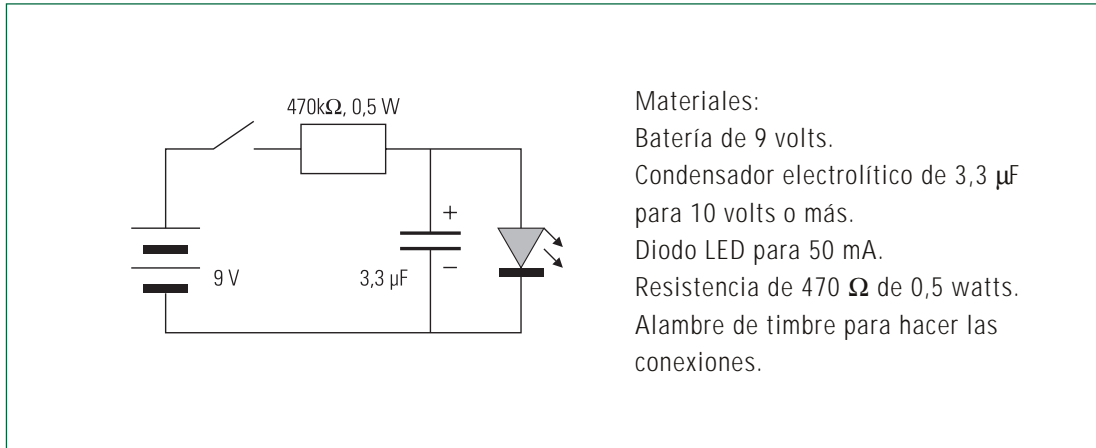 470kΩ, 0,5 W
+
−
9 V
3,3 µF
Materiales:
Batería de 9 volts.
Condensador electrolítico de 3,3 µF
para 10 volts o más.
Diodo LED para 50 mA.
Resistencia de 470 Ω de 0,5 watts.
Alambre de timbre para hacer las
conexiones.